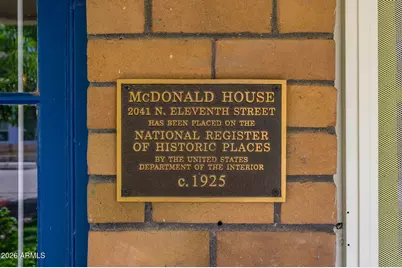 McDONALD HOUSE
2041 N. ELEVENTH STREET
HAS BEEN PLACED ON THE
NATIONAL REGISTER
OF HISTORIC PLACES
BY THE UNITED STATES
DEPARTMENT OF THE INTERIOR
c. 1925
2026 ARMLS